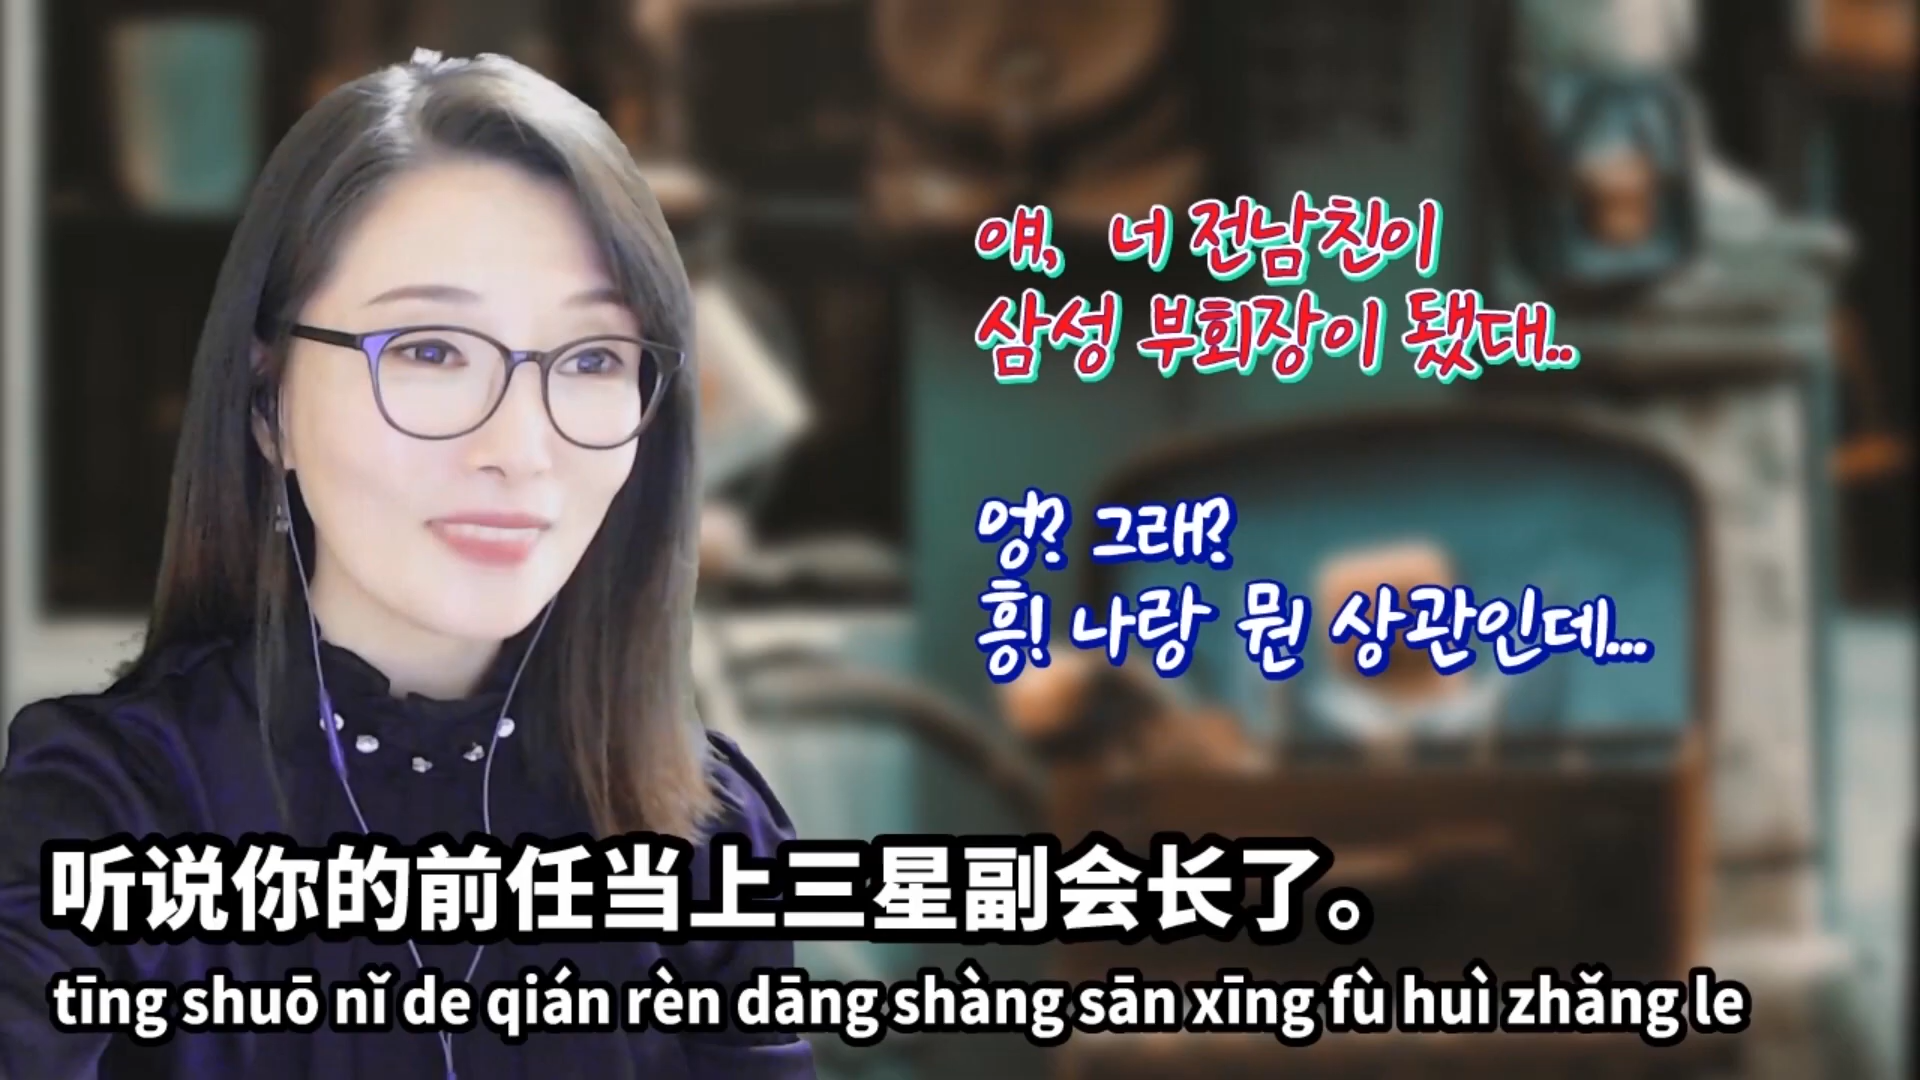 얘, 너 전남친이
삼성 부회장이 됐대..
엉? 그래?
흥! 나랑 뭔 상관인데...
听说你的前任当上三星副会长了。
tīng shuō nǐ de qián rèn dāng shàng sān xīng fù huì zhǎng le